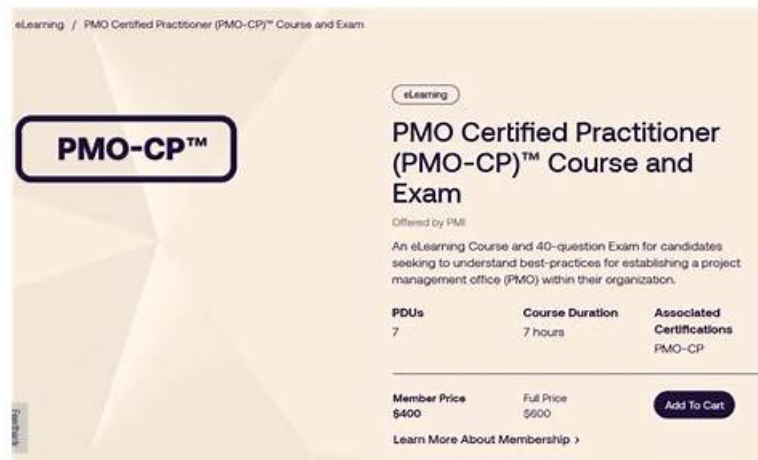 eLearning / PMO Certified Practitioner (PMO-CP)™ Course and Exam
PMO-CP™
eLearning
PMO Certified Practitioner
(PMO-CP)™ Course and
Exam
Offered by PMI
An eLearning Course and 40-question Exam for candidates
seeking to understand best-practices for establishing a project
management office (PMO) within their organization.
PDUs
7
Course Duration
7 hours
Associated
Certifications
PMO-CP
Member Price
$400
Full Price
$600
Add To Cart
Learn More About Membership ›
Feedback